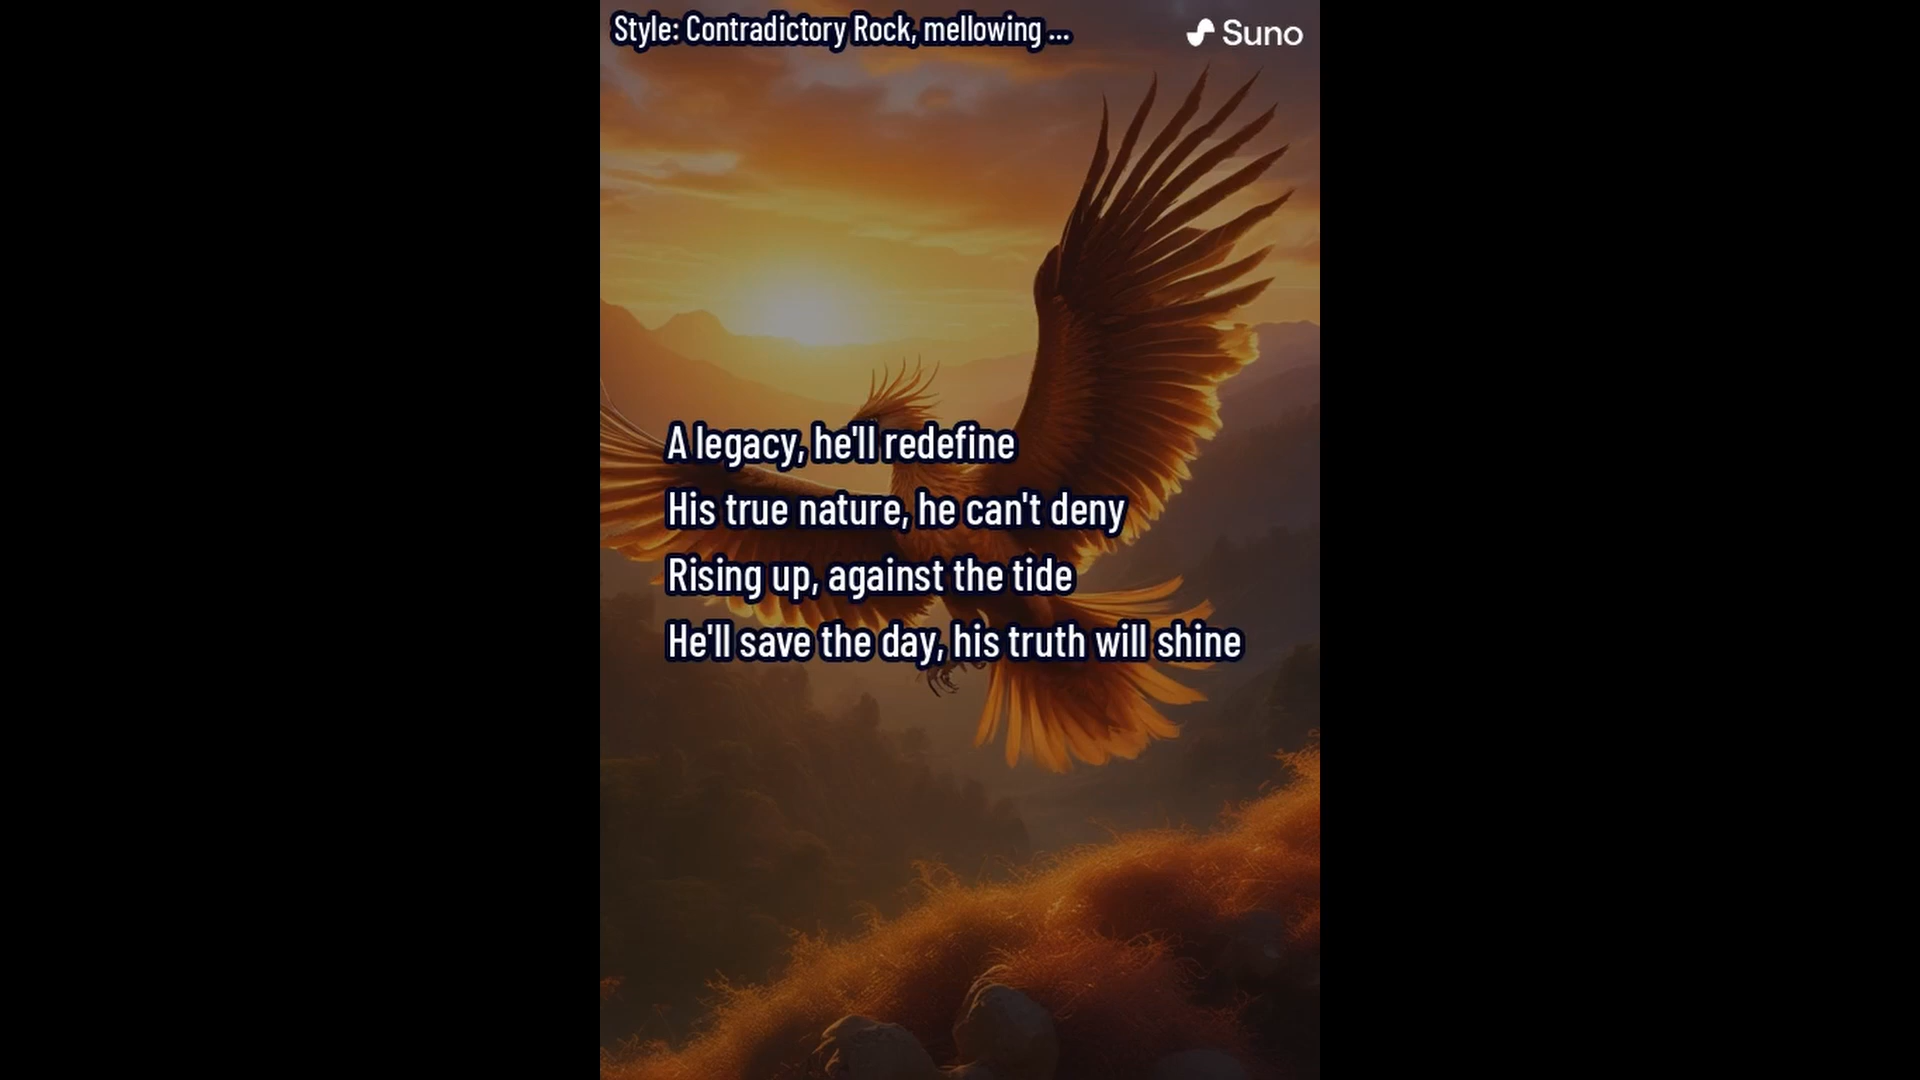 Style: Contradictory Rock, mellowing ...
Suno
A legacy, he'll redefine
His true nature, he can't deny
Rising up, against the tide
He'll save the day, his truth will shine